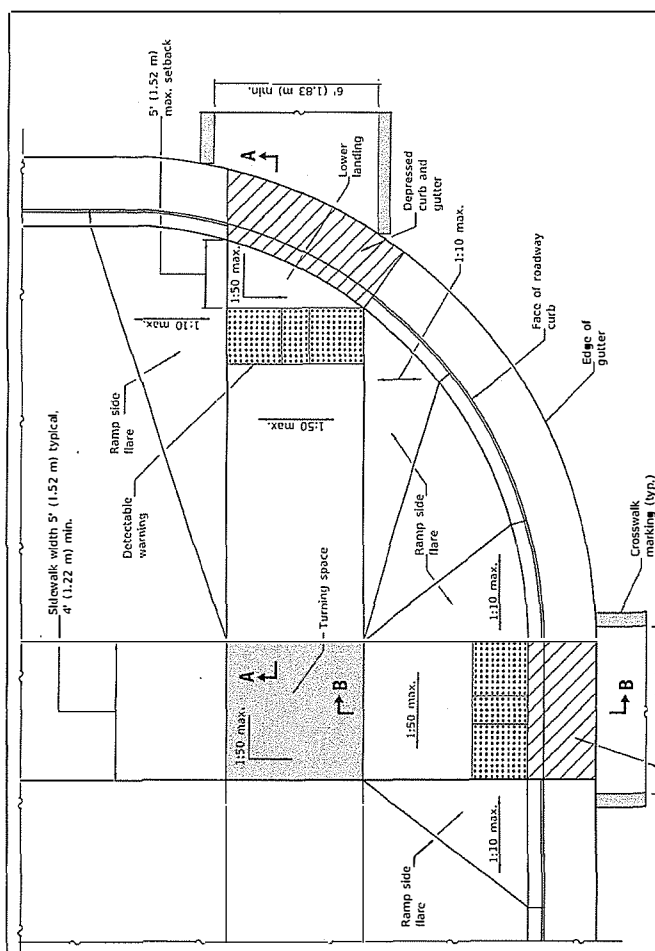 5' (1.52 m)
max. setback
6' (1.83 m) min.
A
Lower
landing
Depressed
curb and
gutter
1:10 max.
1:50 max.
1:10 max.
Ramp side
flare
Face of roadway
curb
Edge of
gutter
Sidewalk width 5' (1.52 m) typical,
4' (1.22 m) min.
Detectable
warning
1:50
max.
Ramp side
flare
Crosswalk
marking (typ.)
1:10 max.
Turning space
A
B
1:50 max.
1:50
max.
B
1:10 max.
Ramp side
flare